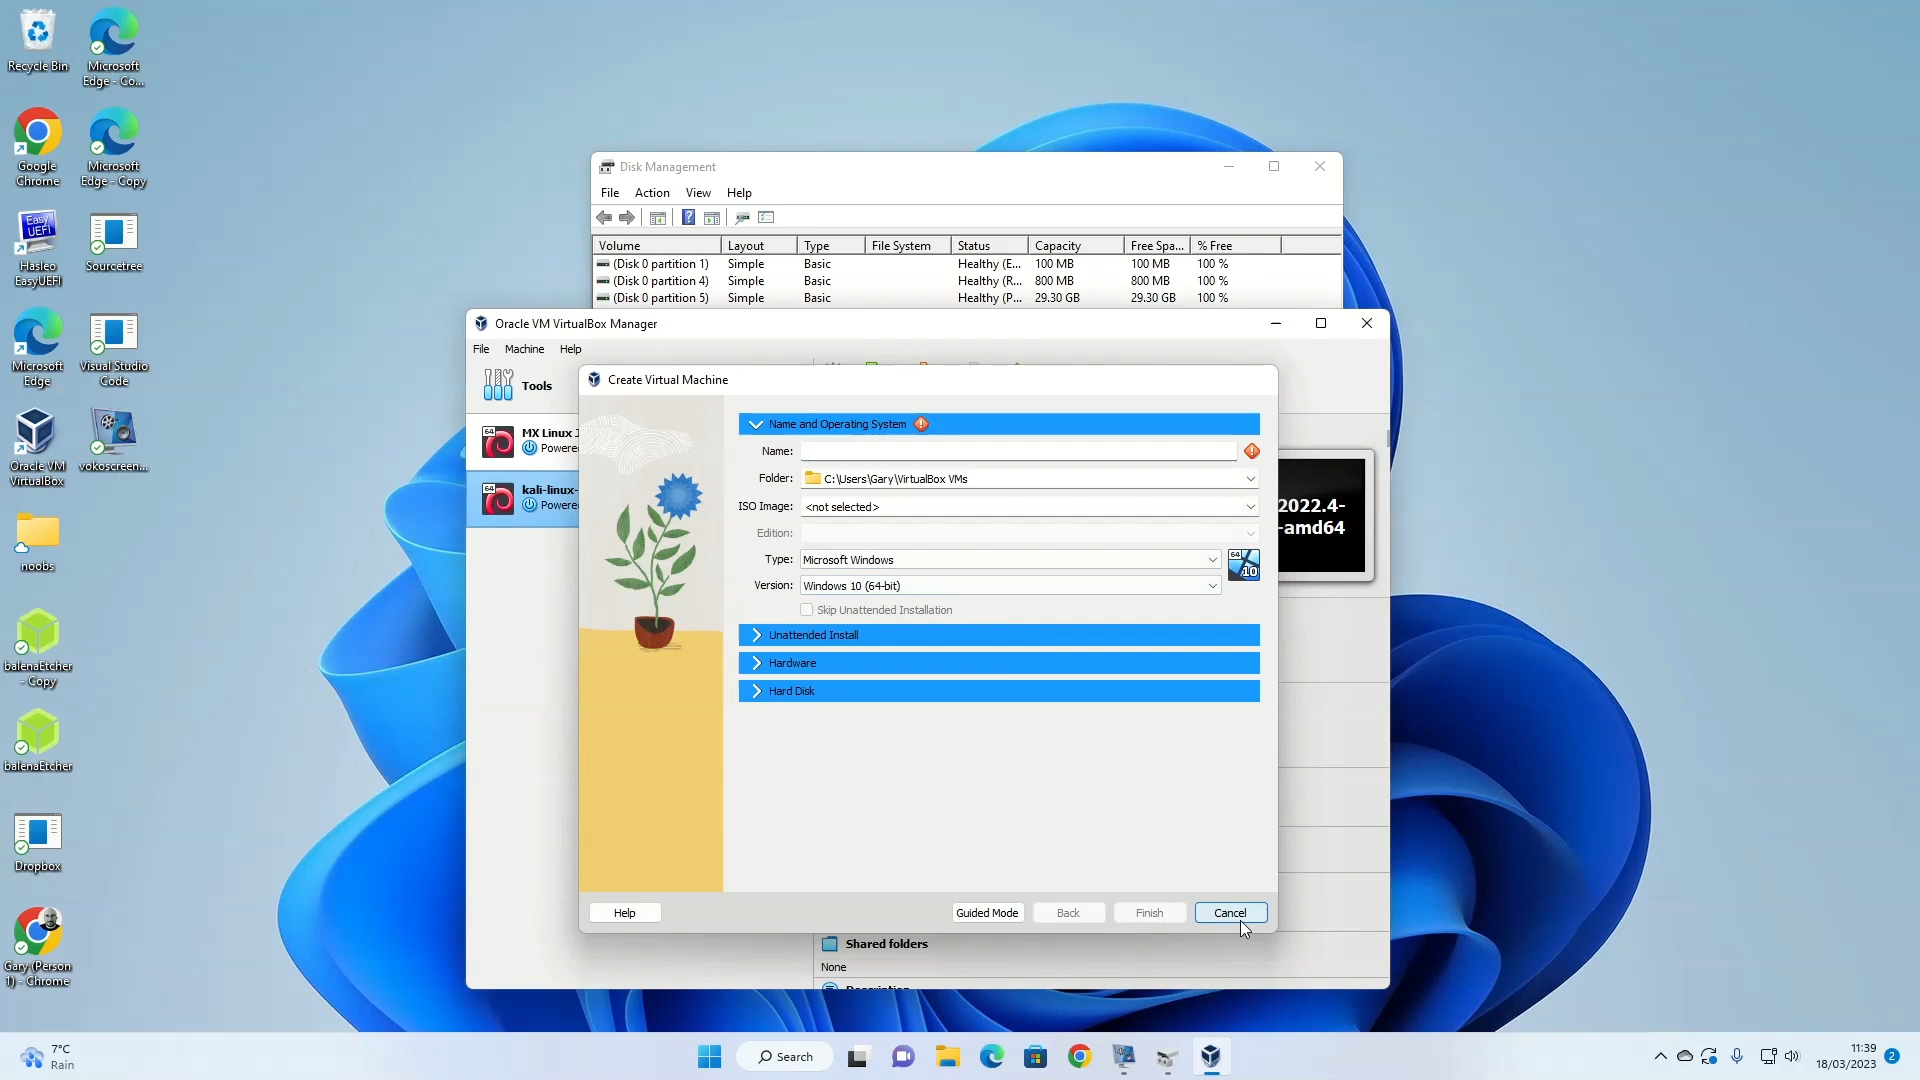 Recycle Bin
Microsoft
Edge - Co...
Google
Chrome
Microsoft
Edge - Copy
Easy
UEFI
Hasleo
EasyUEFI
Sourcetree
Microsoft
Edge
Visual Studio
Code
Oracle VM
VirtualBox
vokoscreen...
noobs
balenaEtcher
- Copy
balenaEtcher
Dropbox
Gary (Person
1) - Chrome
Disk Management
File Action View Help
Volume Layout Type File System Status Capacity Free Spa... % Free
(Disk 0 partition 1) Simple Basic Healthy (E... 100 MB 100 MB 100 %
(Disk 0 partition 4) Simple Basic Healthy (R... 800 MB 800 MB 100 %
(Disk 0 partition 5) Simple Basic Healthy (P... 29.30 GB 29.30 GB 100 %
Oracle VM VirtualBox Manager
File Machine Help
Tools
64
MX Linux
Powere
64
kali-linux-
Powere
2022.4-
-amd64
Create Virtual Machine
Name and Operating System
Name:
Folder: C:\Users\Gary\VirtualBox VMs
ISO Image: <not selected>
Edition:
Type: Microsoft Windows
64
10
Version: Windows 10 (64-bit)
Skip Unattended Installation
Unattended Install
Hardware
Hard Disk
Help Guided Mode Back Finish Cancel
Shared folders
None
Description
7°C
Rain
Search
11:39
18/03/2023
2